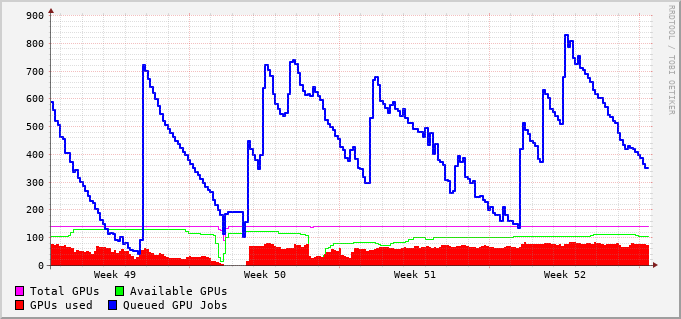 900
800
700
600
500
400
300
200
100
0
Week 49 Week 50 Week 51 Week 52
Total GPUs Available GPUs
GPUs used Queued GPU Jobs
RRDTOOL / TOBI OETIKER